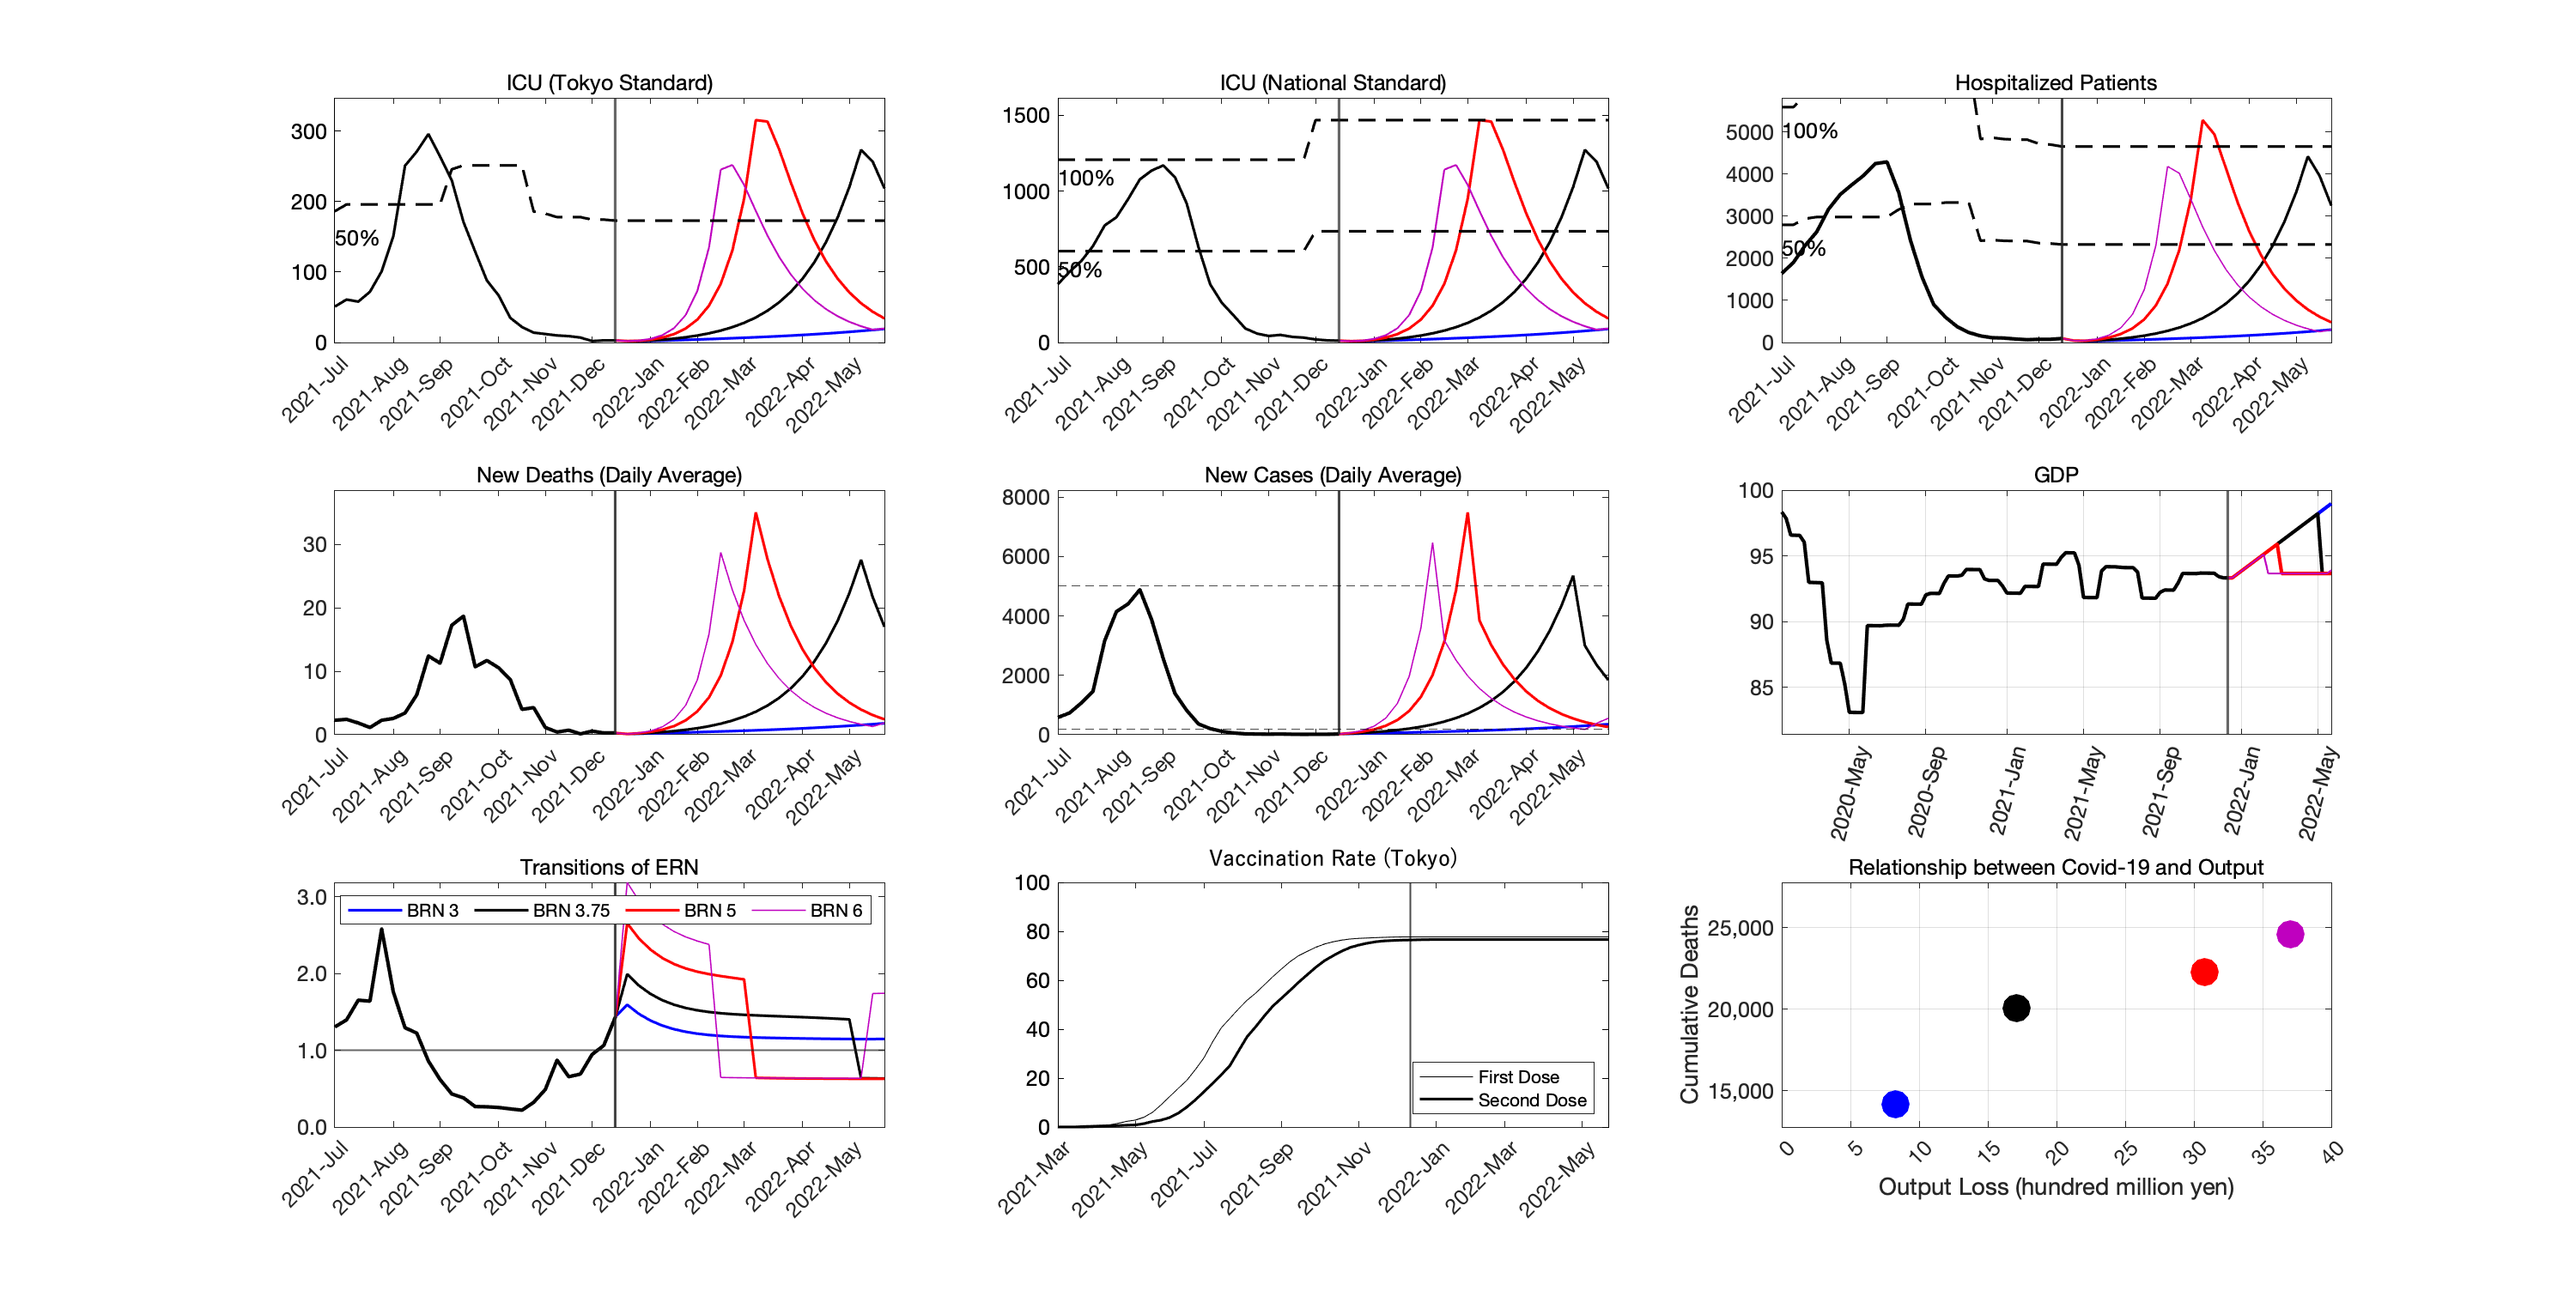 ICU (Tokyo Standard)
300
200
100
0
50%
2021-Jul
2021-Aug
2021-Sep
2021-Oct
2021-Nov
2021-Dec
2022-Jan
2022-Feb
2022-Mar
2022-Apr
2022-May
ICU (National Standard)
1500
1000
500
0
100%
50%
2021-Jul
2021-Aug
2021-Sep
2021-Oct
2021-Nov
2021-Dec
2022-Jan
2022-Feb
2022-Mar
2022-Apr
2022-May
Hospitalized Patients
5000
4000
3000
2000
1000
0
100%
50%
2021-Jul
2021-Aug
2021-Sep
2021-Oct
2021-Nov
2021-Dec
2022-Jan
2022-Feb
2022-Mar
2022-Apr
2022-May
New Deaths (Daily Average)
30
20
10
0
2021-Jul
2021-Aug
2021-Sep
2021-Oct
2021-Nov
2021-Dec
2022-Jan
2022-Feb
2022-Mar
2022-Apr
2022-May
New Cases (Daily Average)
8000
6000
4000
2000
0
2021-Jul
2021-Aug
2021-Sep
2021-Oct
2021-Nov
2021-Dec
2022-Jan
2022-Feb
2022-Mar
2022-Apr
2022-May
GDP
100
95
90
85
2020-May
2020-Sep
2021-Jan
2021-May
2021-Sep
2022-Jan
2022-May
Transitions of ERN
3.0
2.0
1.0
0.0
BRN 3
BRN 3.75
BRN 5
BRN 6
2021-Jul
2021-Aug
2021-Sep
2021-Oct
2021-Nov
2021-Dec
2022-Jan
2022-Feb
2022-Mar
2022-Apr
2022-May
Vaccination Rate (Tokyo)
100
80
60
40
20
0
First Dose
Second Dose
2021-Mar
2021-May
2021-Jul
2021-Sep
2021-Nov
2022-Jan
2022-Mar
2022-May
Relationship between Covid-19 and Output
Cumulative Deaths
25,000
20,000
15,000
0
5
10
15
20
25
30
35
40
Output Loss (hundred million yen)